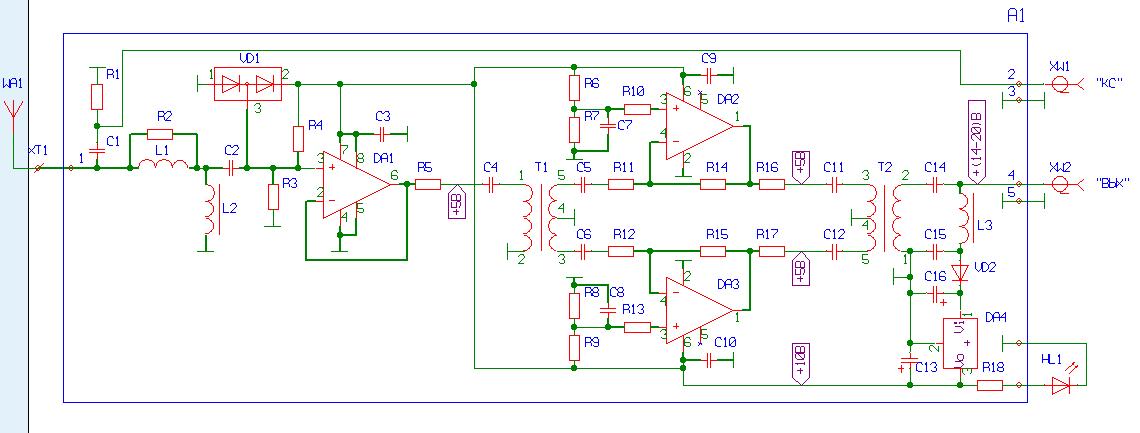 A1
WA1
XT1
1
R1
C1
R2
L1
L2
C2
VD1
1
2
3
R3
R4
C3
DA1
3
2
7
8
4
5
6
+
−
R5
+5В
C4
T1
1
2
5
4
3
C5
C6
R6
R7
C7
R10
C9
DA2
3
4
6
5
1
2
+
−
R11
R14
R16
+5В
C11
R12
R15
R17
+5В
C12
R8
R9
C8
R13
DA3
2
4
3
1
6
5
−
+
C10
+10В
T2
3
4
5
2
1
C14
C15
L3
+(14-20)В
VD2
C16
+
DA4
Vi
Vo
+
1
2
3
C13
+
R18
HL1
2
3
XW1
"КС"
4
5
XW2
"ВЫХ"